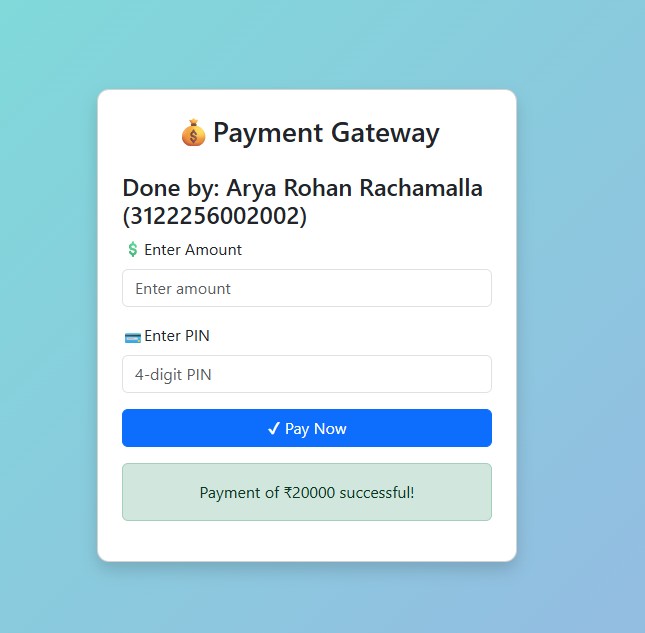 💰 Payment Gateway
Done by: Arya Rohan Rachamalla
(3122256002002)
💲 Enter Amount
Enter amount
💳 Enter PIN
4-digit PIN
✔ Pay Now
Payment of ₹20000 successful!